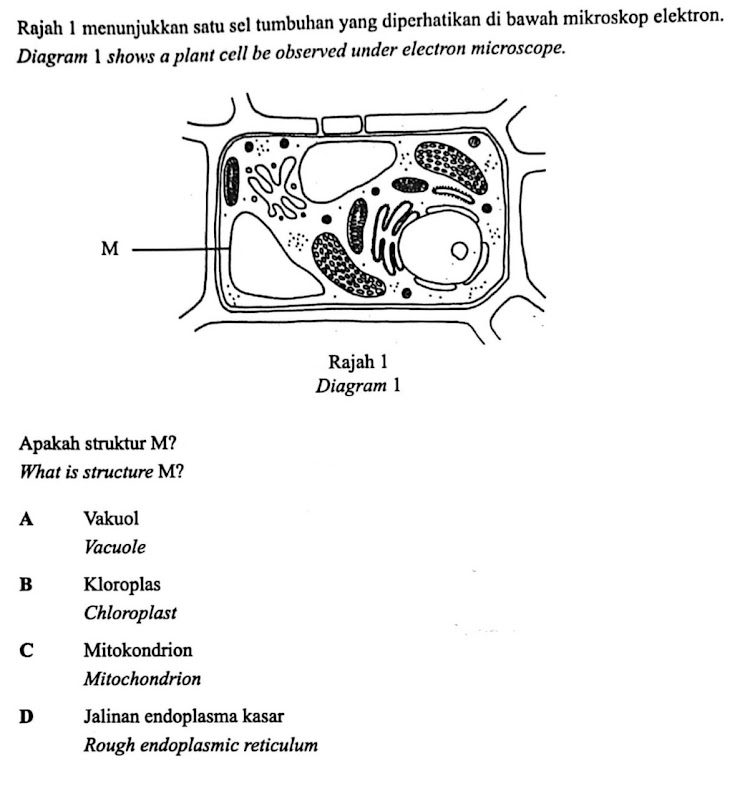 Rajah 1 menunjukkan satu sel tumbuhan yang diperhatikan di bawah mikroskop elektron.
Diagram 1 shows a plant cell be observed under electron microscope.
M
Rajah 1
Diagram 1
Apakah struktur M?
What is structure M?
A Vakuol
Vacuole
B Kloroplas
Chloroplast
C Mitokondrion
Mitochondrion
D Jalinan endoplasma kasar
Rough endoplasmic reticulum